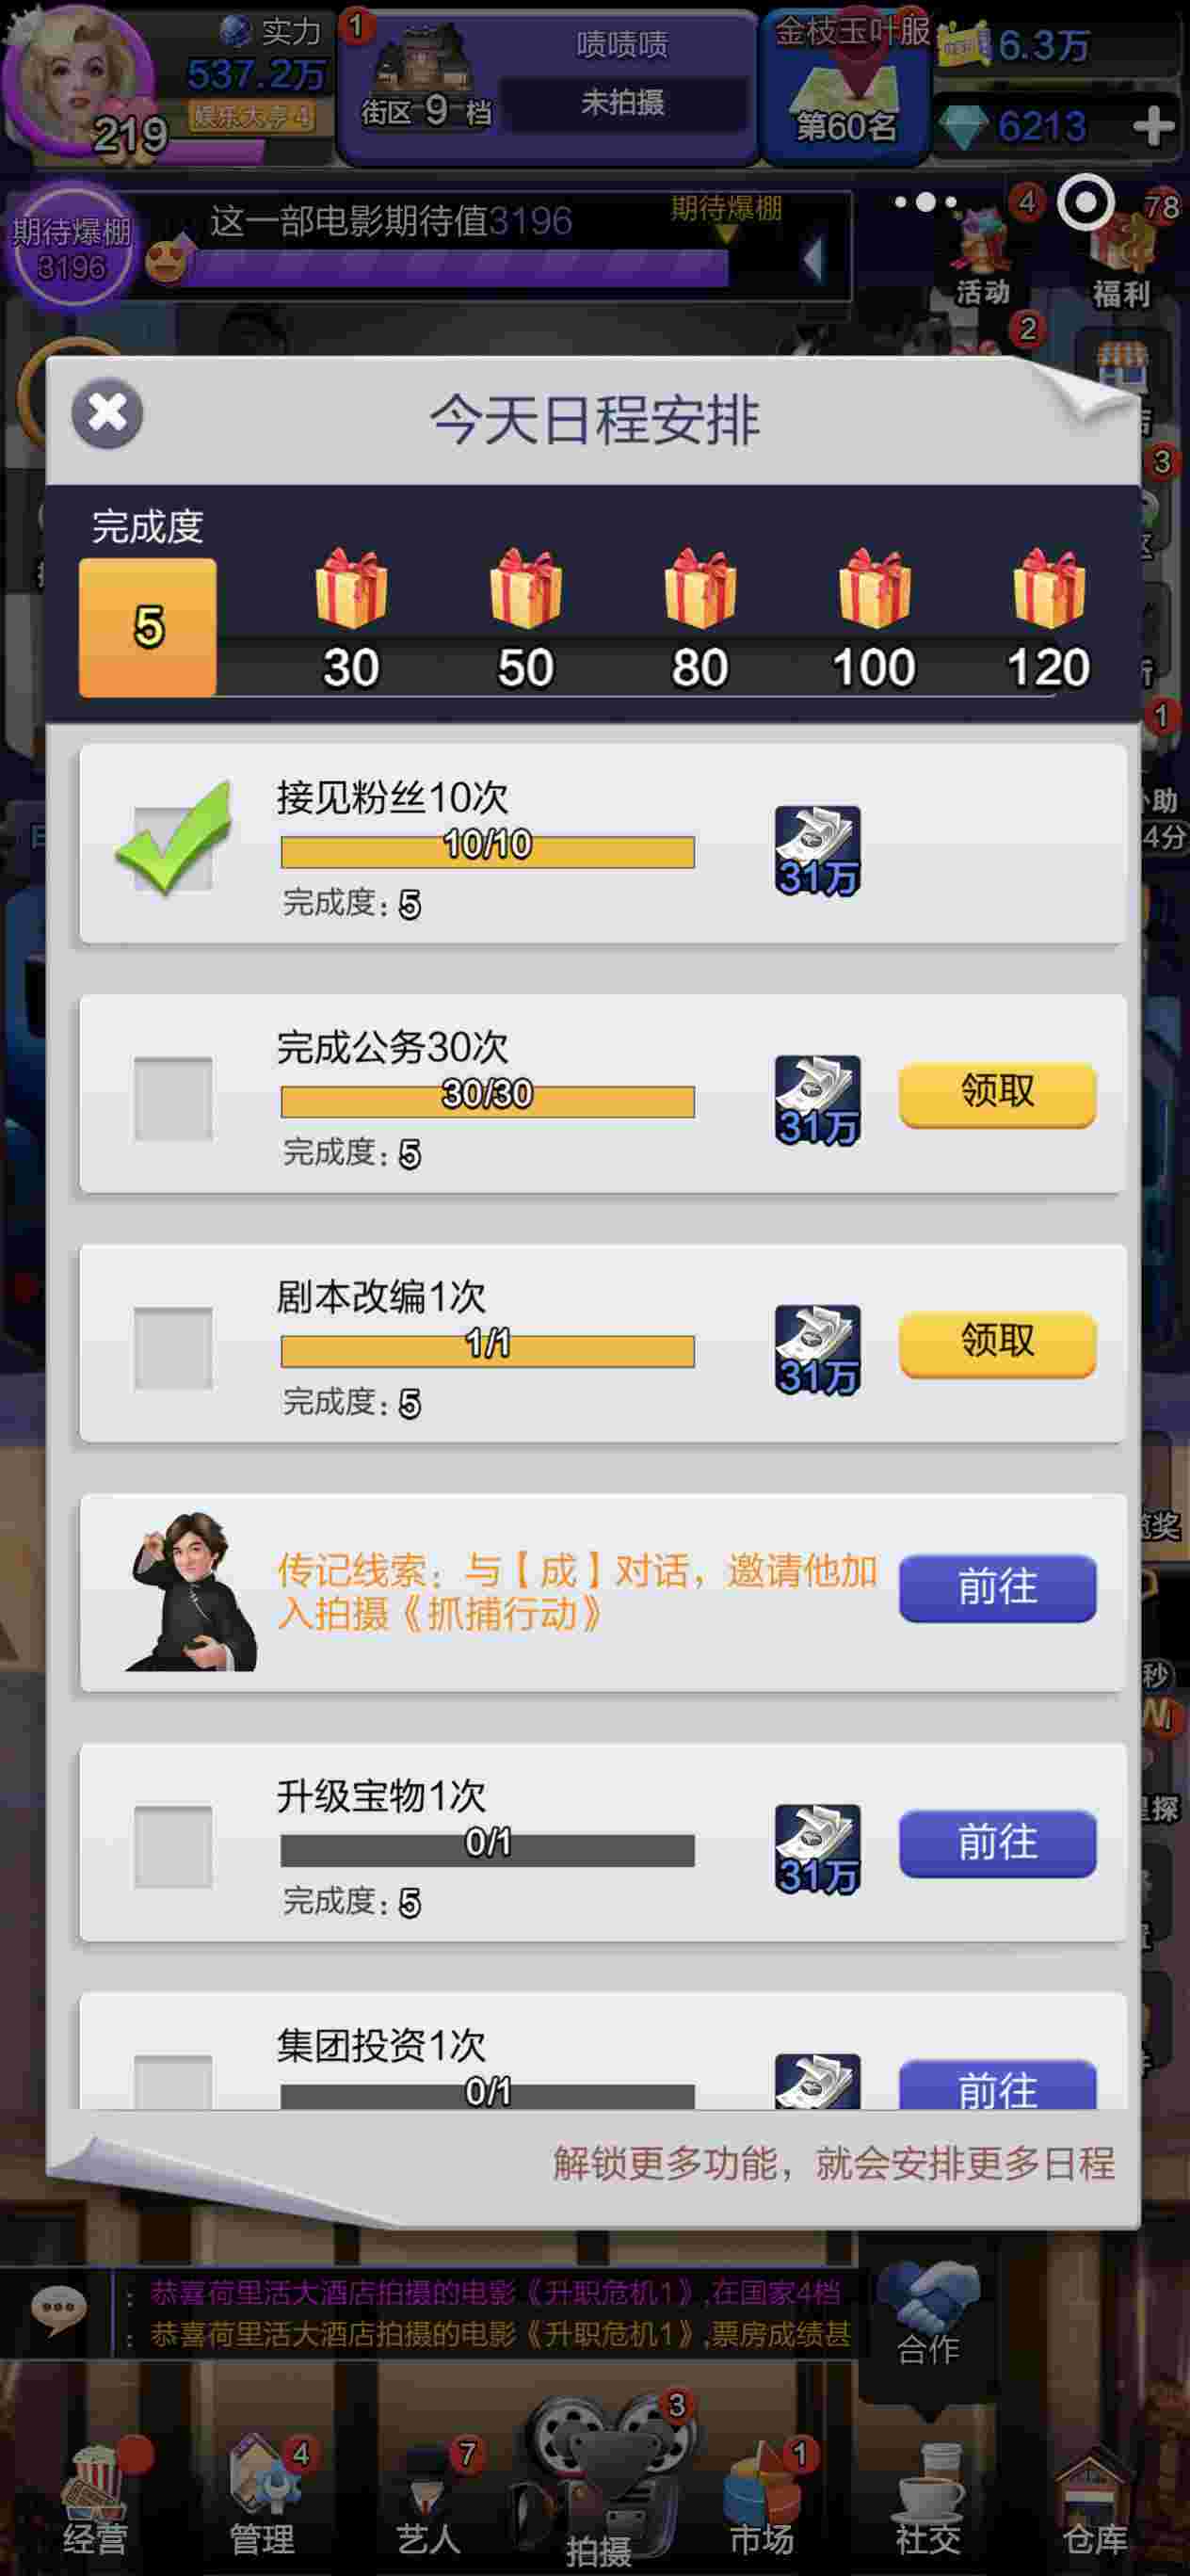 实力
537.2万
娱乐大亨4
219
1
街区 9 档
啧啧啧
未拍摄
金枝玉叶服
第60名
6.3万
6213
期待爆棚
3196
这一部电影期待值3196
期待爆棚
4
活动
78
福利
2
今天日程安排
3
完成度
5
30
50
80
100
120
1
接见粉丝10次
10/10
完成度：5
31万
助
4分
完成公务30次
30/30
完成度：5
31万
领取
剧本改编1次
1/1
完成度：5
31万
领取
传记线索：与【成】对话，邀请他加
入拍摄《抓捕行动》
前往
秒
升级宝物1次
0/1
完成度：5
31万
前往
探
集团投资1次
0/1
前往
解锁更多功能，就会安排更多日程
：恭喜荷里活大酒店拍摄的电影《升职危机1》,在国家4档
：恭喜荷里活大酒店拍摄的电影《升职危机1》,票房成绩甚
合作
经营
4
管理
7
艺人
3
拍摄
1
市场
社交
仓库